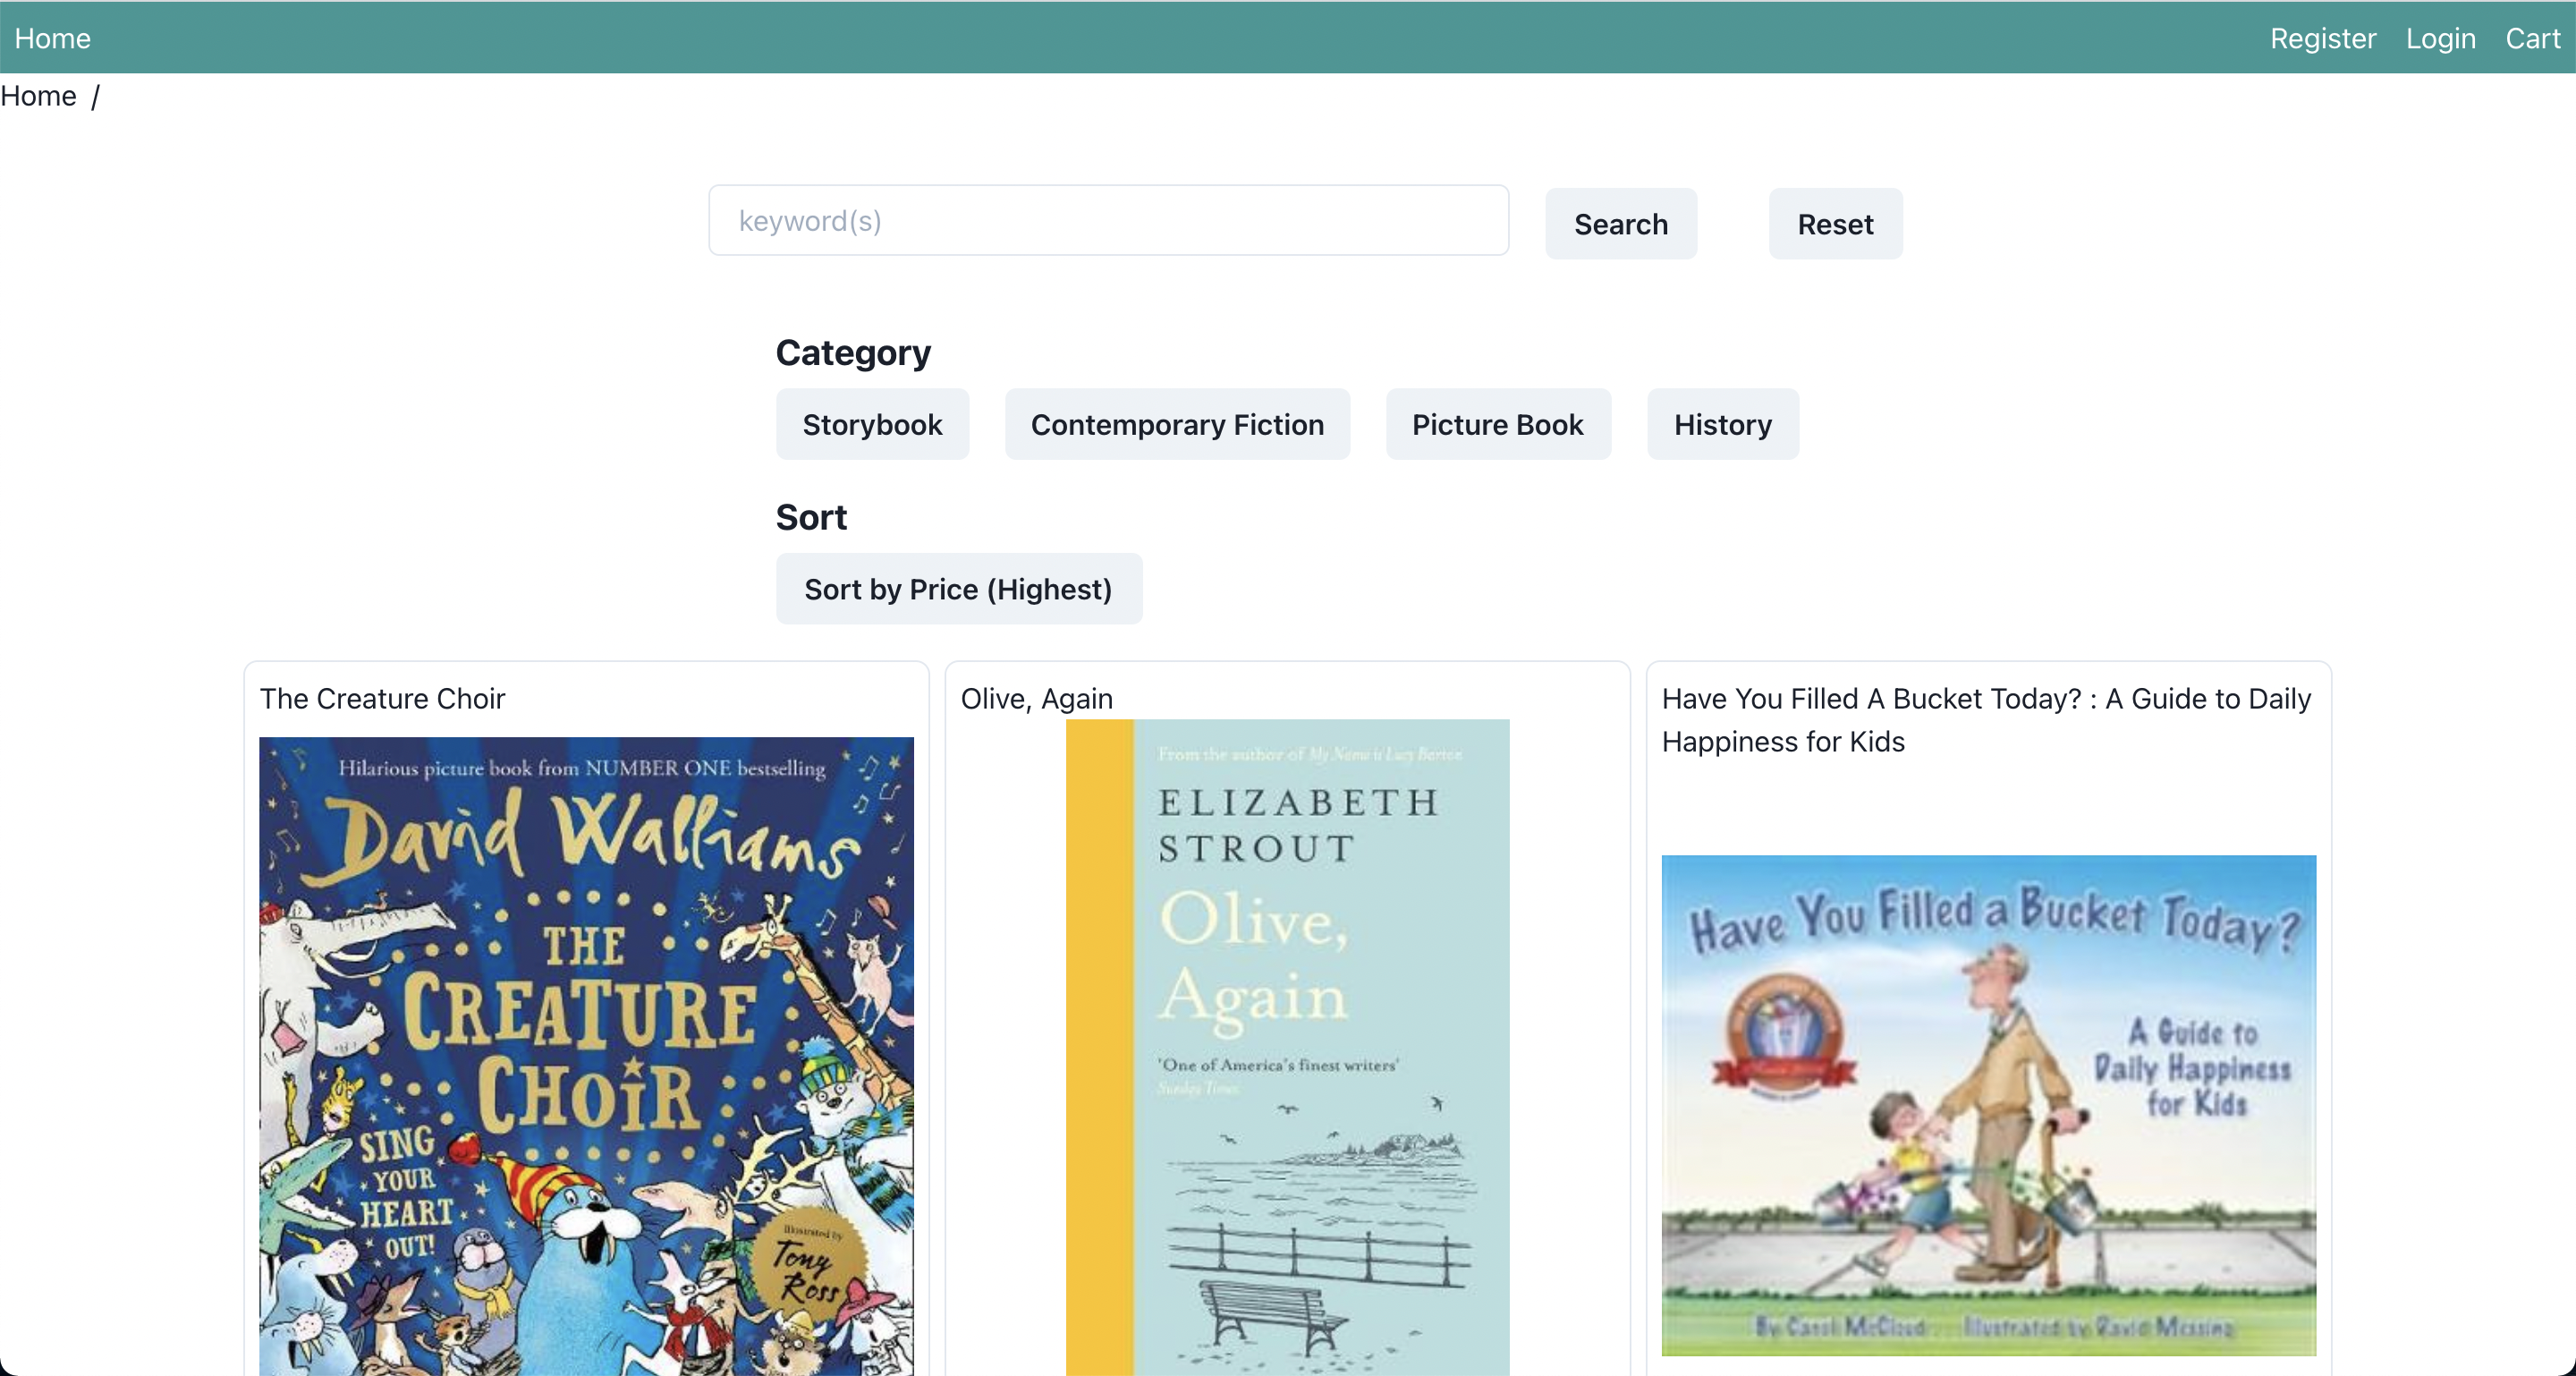 Home
Register Login Cart
Home /
keyword(s)
Search
Reset
Category
Storybook
Contemporary Fiction
Picture Book
History
Sort
Sort by Price (Highest)
The Creature Choir
Hilarious picture book from NUMBER ONE bestselling
David Walliams
THE
CREATURE
CHOIR
SING
YOUR
HEART
OUT!
Illustrated by
Tony
Ross
Olive, Again
From the author of My Name is Lucy Barton
ELIZABETH
STROUT
Olive,
Again
'One of America's finest writers'
Sunday Times
Have You Filled A Bucket Today? : A Guide to Daily
Happiness for Kids
Have You Filled a Bucket Today?
A Guide to
Daily Happiness
for Kids
By Carol McCloud Illustrated by David Messing